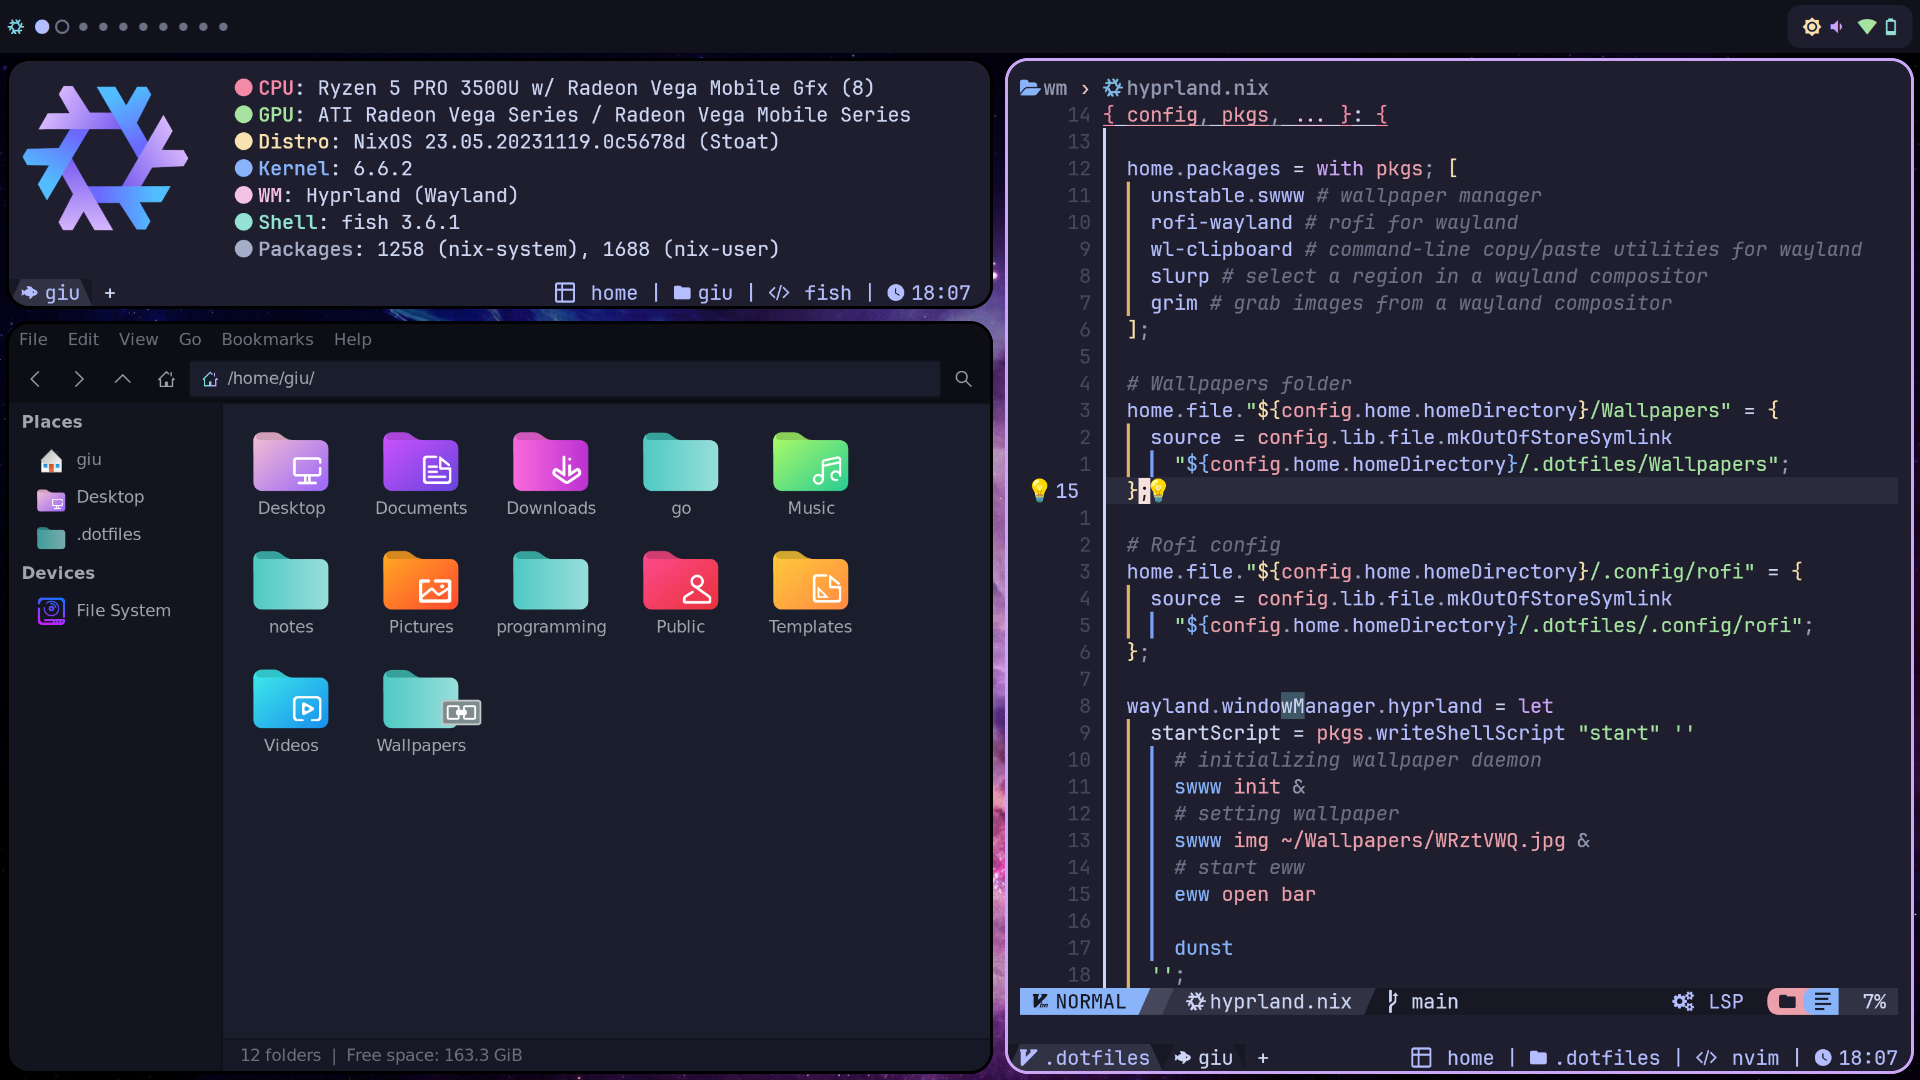 CPU: Ryzen 5 PRO 3500U w/ Radeon Vega Mobile Gfx (8)
GPU: ATI Radeon Vega Series / Radeon Vega Mobile Series
Distro: NixOS 23.05.20231119.0c5678d (Stoat)
Kernel: 6.6.2
WM: Hyprland (Wayland)
Shell: fish 3.6.1
Packages: 1258 (nix-system), 1688 (nix-user)
giu + home | giu | </> fish | 18:07
File Edit View Go Bookmarks Help
/home/giu/
Places
giu
Desktop
.dotfiles
Devices
File System
Desktop Documents Downloads go Music
notes Pictures programming Public Templates
Videos Wallpapers
12 folders | Free space: 163.3 GiB
wm › hyprland.nix
14 { config, pkgs, ... }: {
13
12 home.packages = with pkgs; [
11 unstable.swww # wallpaper manager
10 rofi-wayland # rofi for wayland
9 wl-clipboard # command-line copy/paste utilities for wayland
8 slurp # select a region in a wayland compositor
7 grim # grab images from a wayland compositor
6 ];
5
4 # Wallpapers folder
3 home.file."${config.home.homeDirectory}/Wallpapers" = {
2 source = config.lib.file.mkOutOfStoreSymlink
1 "${config.home.homeDirectory}/.dotfiles/Wallpapers";
15 };
1
2 # Rofi config
3 home.file."${config.home.homeDirectory}/.config/rofi" = {
4 source = config.lib.file.mkOutOfStoreSymlink
5 "${config.home.homeDirectory}/.dotfiles/.config/rofi";
6 };
7
8 wayland.windowManager.hyprland = let
9 startScript = pkgs.writeShellScript "start" ''
10 # initializing wallpaper daemon
11 swww init &
12 # setting wallpaper
13 swww img ~/Wallpapers/WRztVWQ.jpg &
14 # start eww
15 eww open bar
16
17 dunst
18 '';
NORMAL hyprland.nix main LSP 7%
.dotfiles giu + home | .dotfiles | </> nvim | 18:07